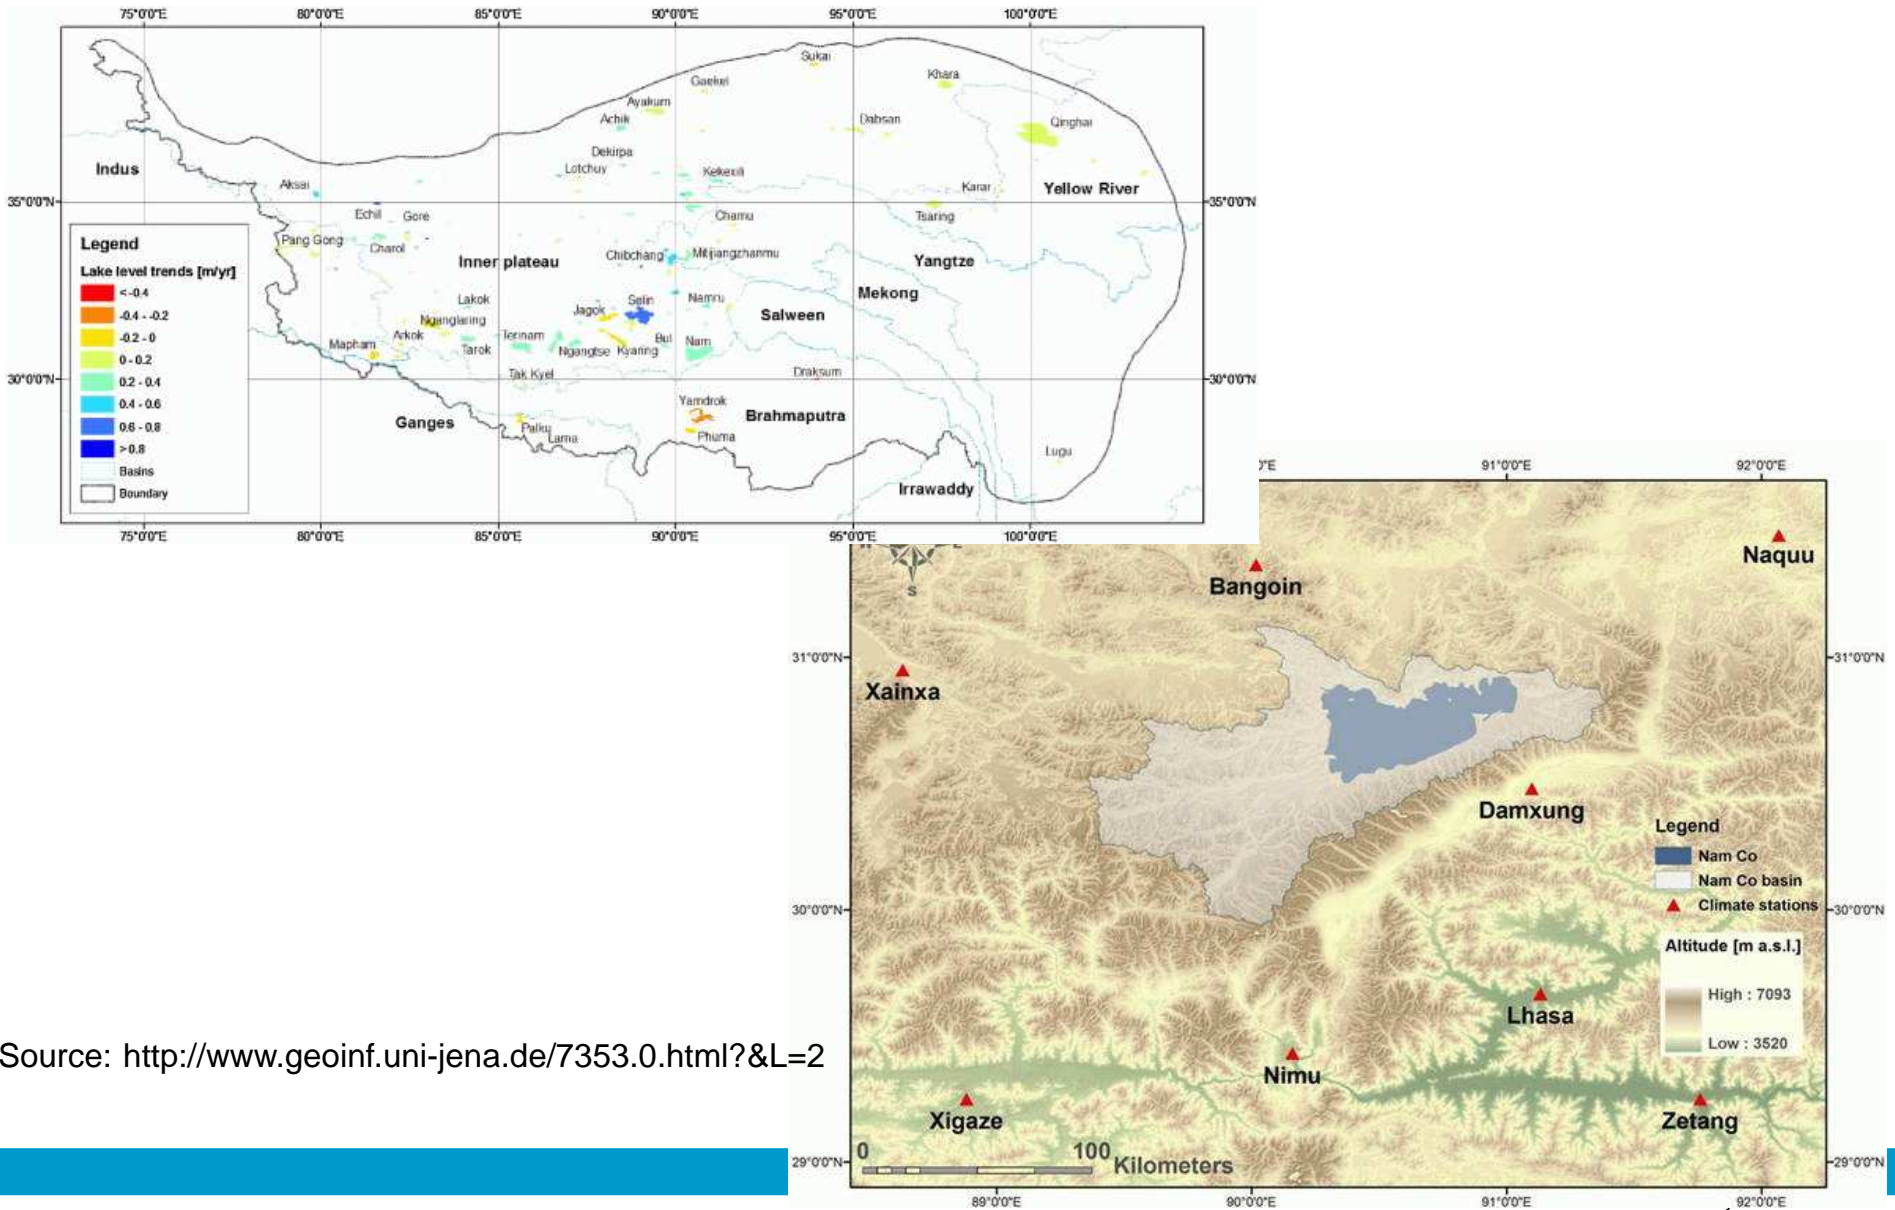 75°0'0"E 80°0'0"E 85°0'0"E 90°0'0"E 95°0'0"E 100°0'0"E
Sukai
Gaekel
Khara
Ayakum
Achik
Dabsan
Qinghai
Dekirpa
Lotchuy
Kekexili
Indus
Aksai
Karar
Yellow River
35°0'0"N 35°0'0"N
Echil Gore
Chamu
Tsaring
Pang Gong
Charol
Inner plateau
Chibchang
Mitijiangzhanmu
Yangtze
Mekong
Legend
Lake level trends [m/yr]
< -0.4
-0.4 - -0.2
-0.2 - 0
0 - 0.2
0.2 - 0.4
0.4 - 0.6
0.6 - 0.8
> 0.8
Basins
Boundary
Lakok
Selin
Namru
Jagok
Nganglaring
Salween
Arkok
Terinam
Bul
Nam
Mapham
Tarok
Ngangtse
Kyaring
30°0'0"N 30°0'0"N
Tak Kyel
Draksum
Yamdrok
Ganges
Brahmaputra
Palku
Lama
Phuma
Lugu
Irrawaddy
75°0'0"E 80°0'0"E 85°0'0"E 90°0'0"E 95°0'0"E 100°0'0"E
91°0'0"E 92°0'0"E
S
Naquu
Bangoin
31°0'0"N 31°0'0"N
Xainxa
Damxung
Legend
Nam Co
Nam Co basin
Climate stations
30°0'0"N 30°0'0"N
Altitude [m a.s.l.]
High : 7093
Low : 3520
Lhasa
Nimu
Xigaze
Zetang
0 100
Kilometers
29°0'0"N 29°0'0"N
89°0'0"E 90°0'0"E 91°0'0"E 92°0'0"E
Source: http://www.geoinf.uni-jena.de/7353.0.html?&L=2